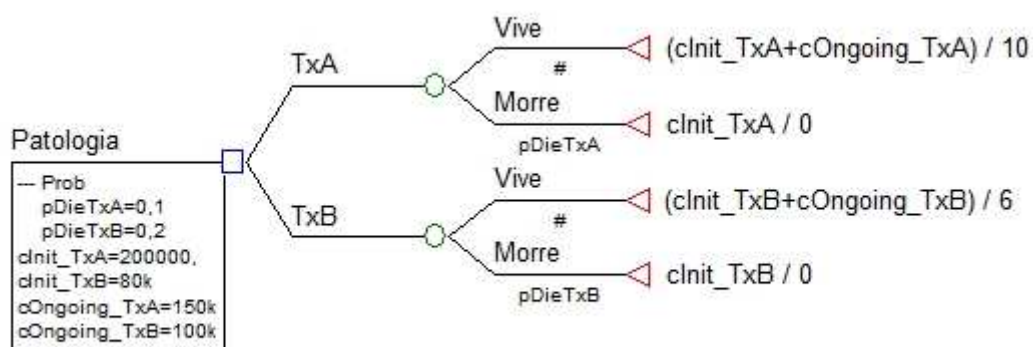 Vive
(cInit_TxA+cOngoing_TxA) / 10
TxA
#
Morre
cInit_TxA / 0
pDieTxA
Patologia
--- Prob
pDieTxA=0,1
pDieTxB=0,2
cInit_TxA=200000,
cInit_TxB=80k
cOngoing_TxA=150k
cOngoing_TxB=100k
Vive
(cInit_TxB+cOngoing_TxB) / 6
TxB
#
Morre
cInit_TxB / 0
pDieTxB